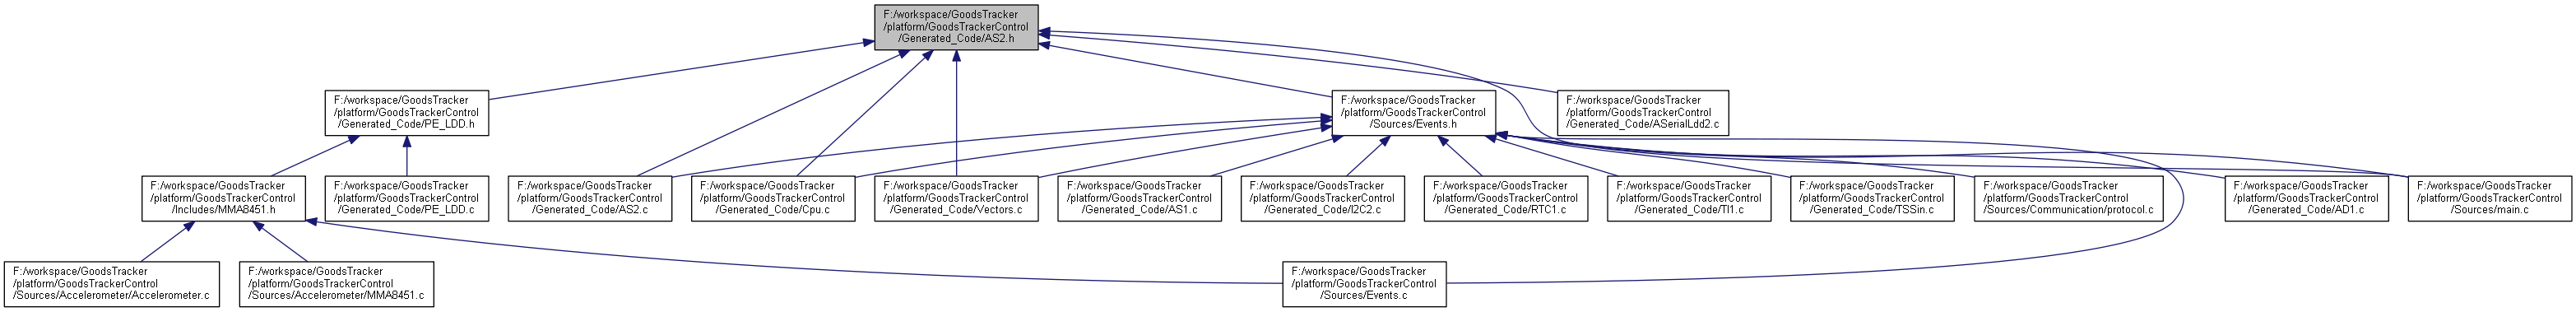 F:/workspace/GoodsTracker
/platform/GoodsTrackerControl
/Generated_Code/AS2.h
F:/workspace/GoodsTracker
/platform/GoodsTrackerControl
/Generated_Code/PE_LDD.h
F:/workspace/GoodsTracker
/platform/GoodsTrackerControl
/Sources/Events.h
F:/workspace/GoodsTracker
/platform/GoodsTrackerControl
/Generated_Code/ASerialLdd2.c
F:/workspace/GoodsTracker
/platform/GoodsTrackerControl
/Includes/MMA8451.h
F:/workspace/GoodsTracker
/platform/GoodsTrackerControl
/Generated_Code/PE_LDD.c
F:/workspace/GoodsTracker
/platform/GoodsTrackerControl
/Generated_Code/AS2.c
F:/workspace/GoodsTracker
/platform/GoodsTrackerControl
/Generated_Code/Cpu.c
F:/workspace/GoodsTracker
/platform/GoodsTrackerControl
/Generated_Code/Vectors.c
F:/workspace/GoodsTracker
/platform/GoodsTrackerControl
/Generated_Code/AS1.c
F:/workspace/GoodsTracker
/platform/GoodsTrackerControl
/Generated_Code/I2C2.c
F:/workspace/GoodsTracker
/platform/GoodsTrackerControl
/Generated_Code/RTC1.c
F:/workspace/GoodsTracker
/platform/GoodsTrackerControl
/Generated_Code/TI1.c
F:/workspace/GoodsTracker
/platform/GoodsTrackerControl
/Generated_Code/TSSin.c
F:/workspace/GoodsTracker
/platform/GoodsTrackerControl
/Sources/Communication/protocol.c
F:/workspace/GoodsTracker
/platform/GoodsTrackerControl
/Generated_Code/AD1.c
F:/workspace/GoodsTracker
/platform/GoodsTrackerControl
/Sources/main.c
F:/workspace/GoodsTracker
/platform/GoodsTrackerControl
/Sources/Accelerometer/Accelerometer.c
F:/workspace/GoodsTracker
/platform/GoodsTrackerControl
/Sources/Accelerometer/MMA8451.c
F:/workspace/GoodsTracker
/platform/GoodsTrackerControl
/Sources/Events.c